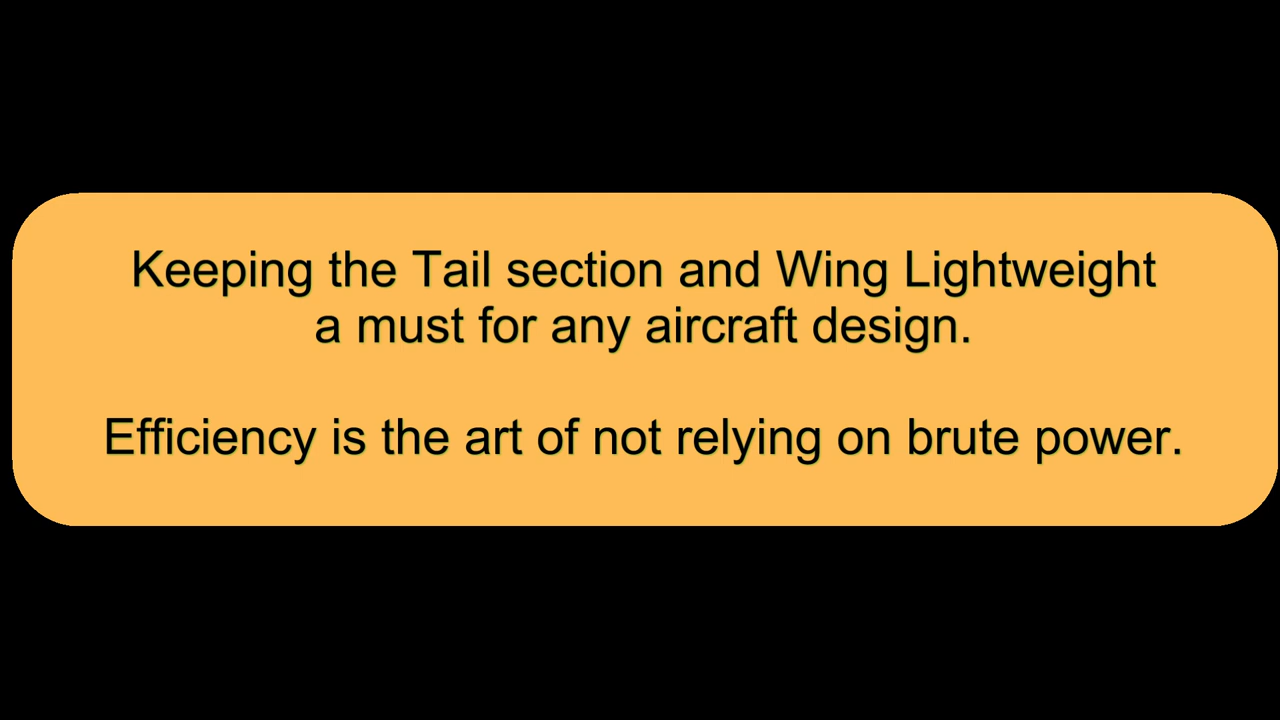 Keeping the Tail section and Wing Lightweight
a must for any aircraft design.
Efficiency is the art of not relying on brute power.